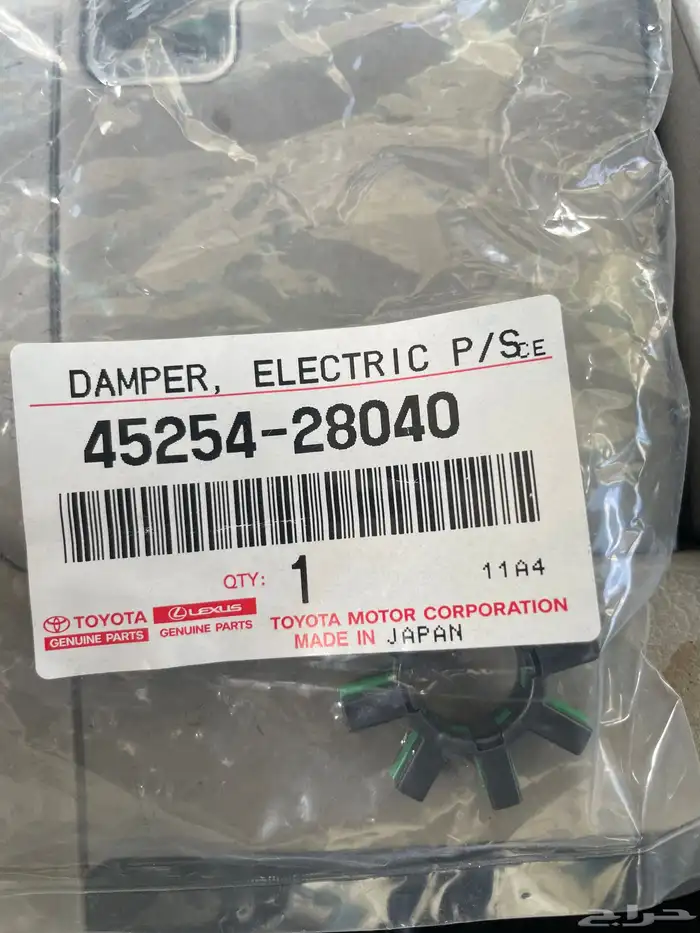 DAMPER, ELECTRIC P/S CE
45254-28040
QTY: 1
11A4
TOYOTA
GENUINE PARTS
LEXUS
GENUINE PARTS
TOYOTA MOTOR CORPORATION
MADE IN JAPAN
حراج